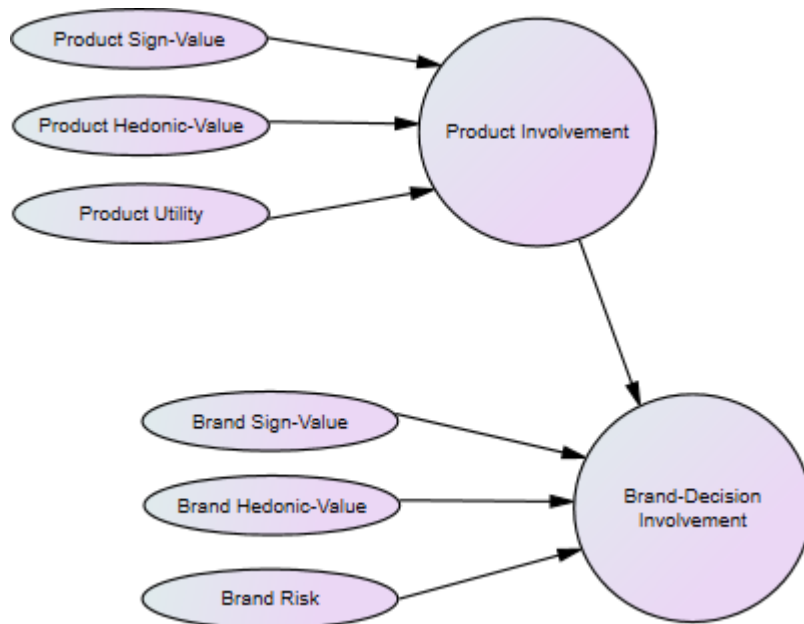 Product Sign-Value
Product Hedonic-Value
Product Utility
Product Involvement
Brand Sign-Value
Brand Hedonic-Value
Brand Risk
Brand-Decision
Involvement